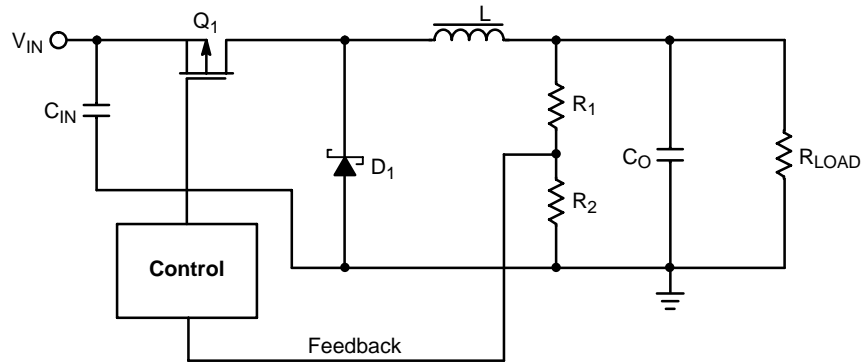 Q1
L
VIN
CIN
R1
D1
CO
RLOAD
R2
Control
Feedback